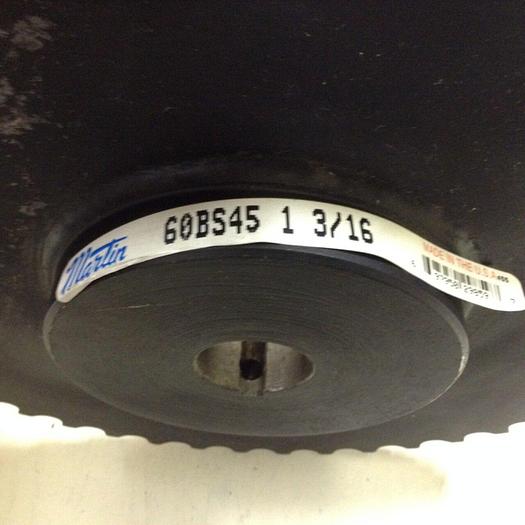 Martin 60BS45 1 3/16
MADE IN THE U.S.A.